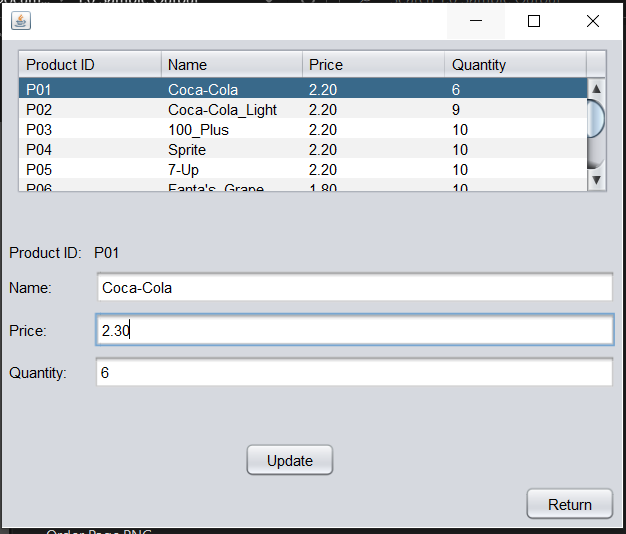 Product ID Name Price Quantity
P01 Coca-Cola 2.20 6
P02 Coca-Cola_Light 2.20 9
P03 100_Plus 2.20 10
P04 Sprite 2.20 10
P05 7-Up 2.20 10
P06 Fanta's_Grape 1.80 10
Product ID: P01
Name: Coca-Cola
Price: 2.30
Quantity: 6
Update
Return
Order Page.PNG